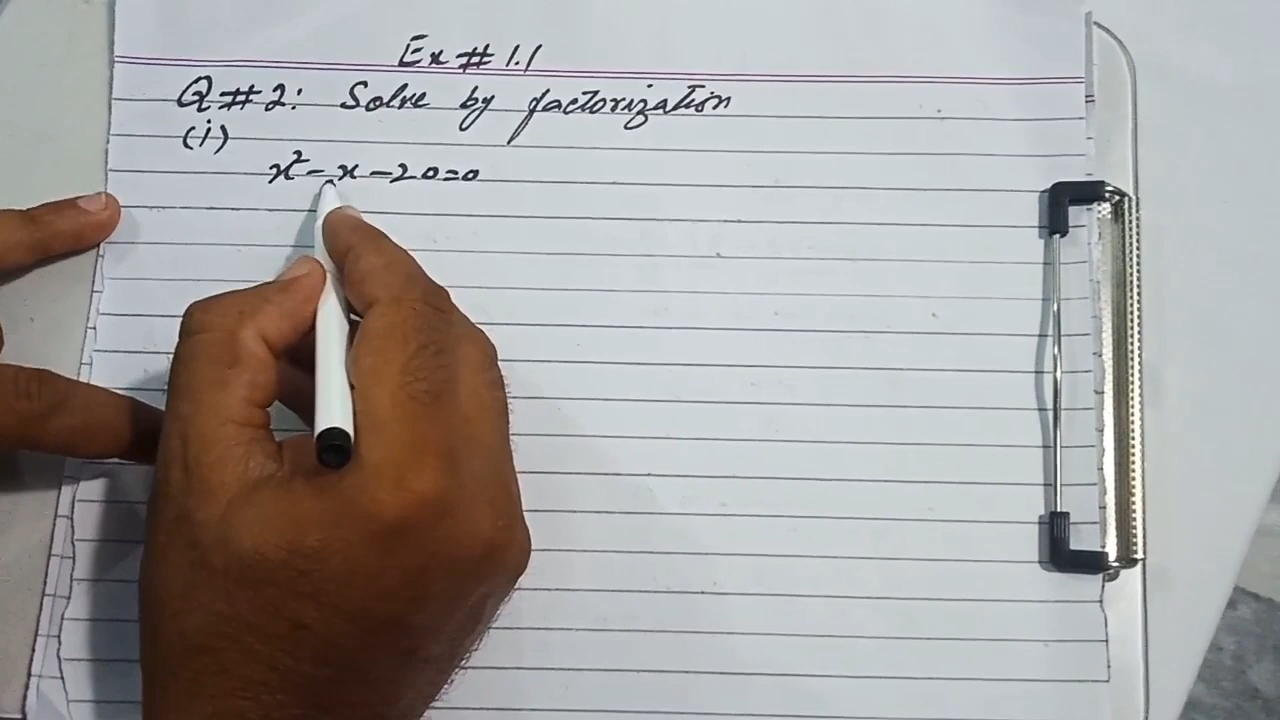 Ex # 1.1
Q # 2: Solve by factorization
(i)
x² - x - 20 = 0